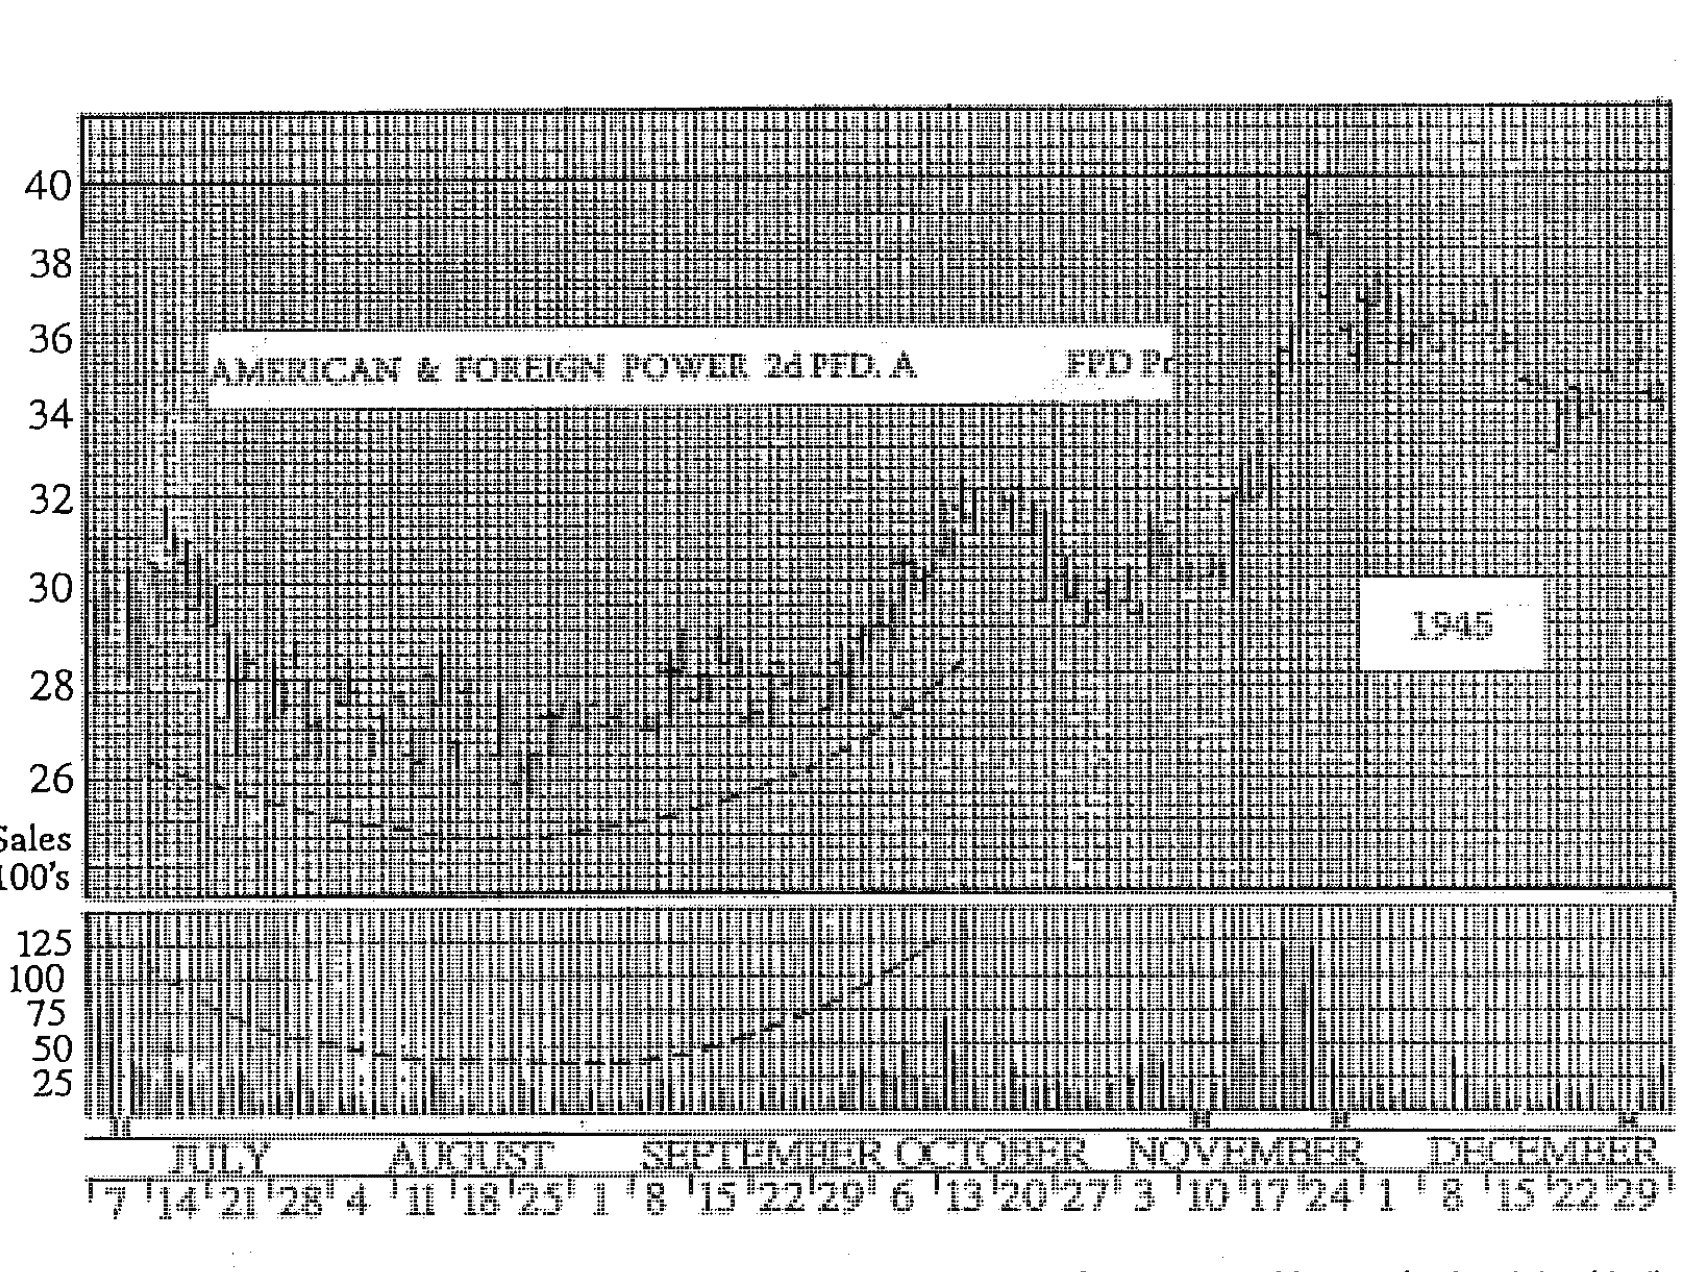 40
38
36
AMERICAN & FOREIGN POWER 2d PFD. A FPD Pr
34
32
30
1945
28
26
Sales
100's
125
100
75
50
25
H H H H
JULY AUGUST SEPTEMBER OCTOBER NOVEMBER DECEMBER
7 14 21 28 4 11 18 25 1 8 15 22 29 6 13 20 27 3 10 17 24 1 8 15 22 29